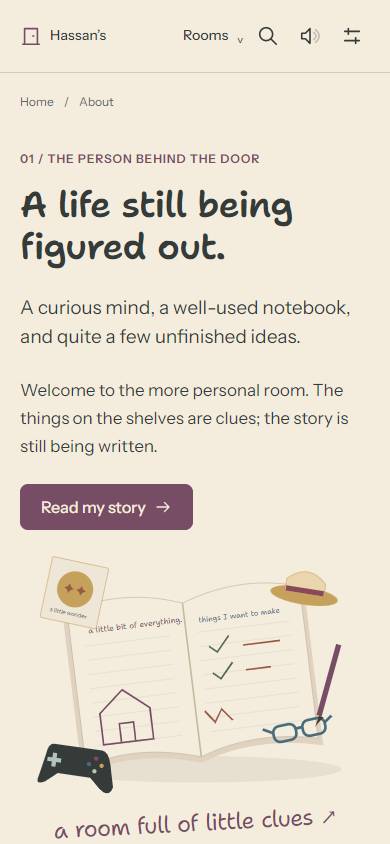 Hassan's
Rooms
Home / About
01 / THE PERSON BEHIND THE DOOR
A life still being
figured out.
A curious mind, a well-used notebook,
and quite a few unfinished ideas.
Welcome to the more personal room. The
things on the shelves are clues; the story is
still being written.
Read my story →
a little wonder
a little bit of everything.
things I want to make
a room full of little clues ↗